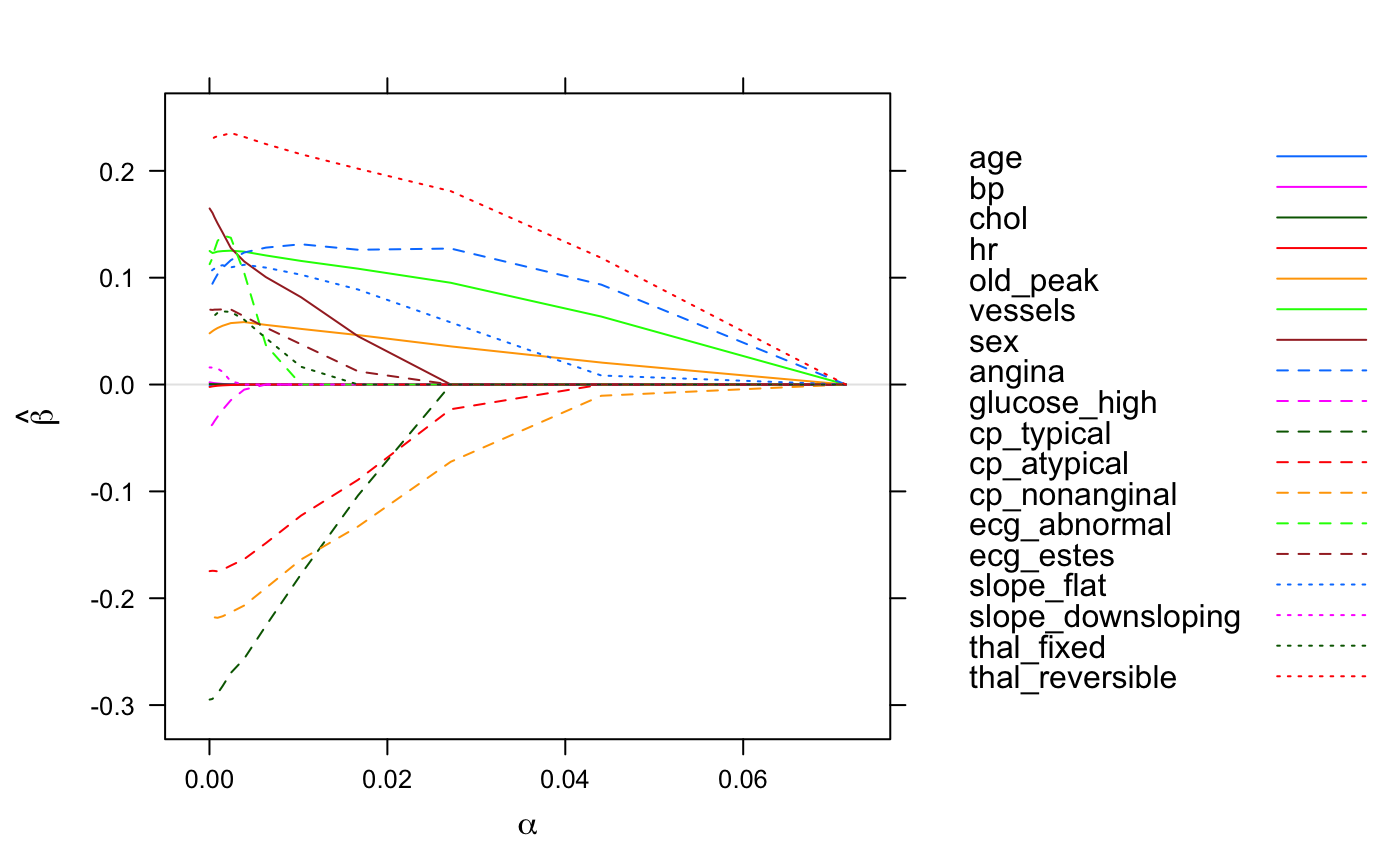 0.2
0.1
0.0
-0.1
-0.2
-0.3
β̂
0.00 0.02 0.04 0.06
α
age
bp
chol
hr
old_peak
vessels
sex
angina
glucose_high
cp_typical
cp_atypical
cp_nonanginal
ecg_abnormal
ecg_estes
slope_flat
slope_downsloping
thal_fixed
thal_reversible